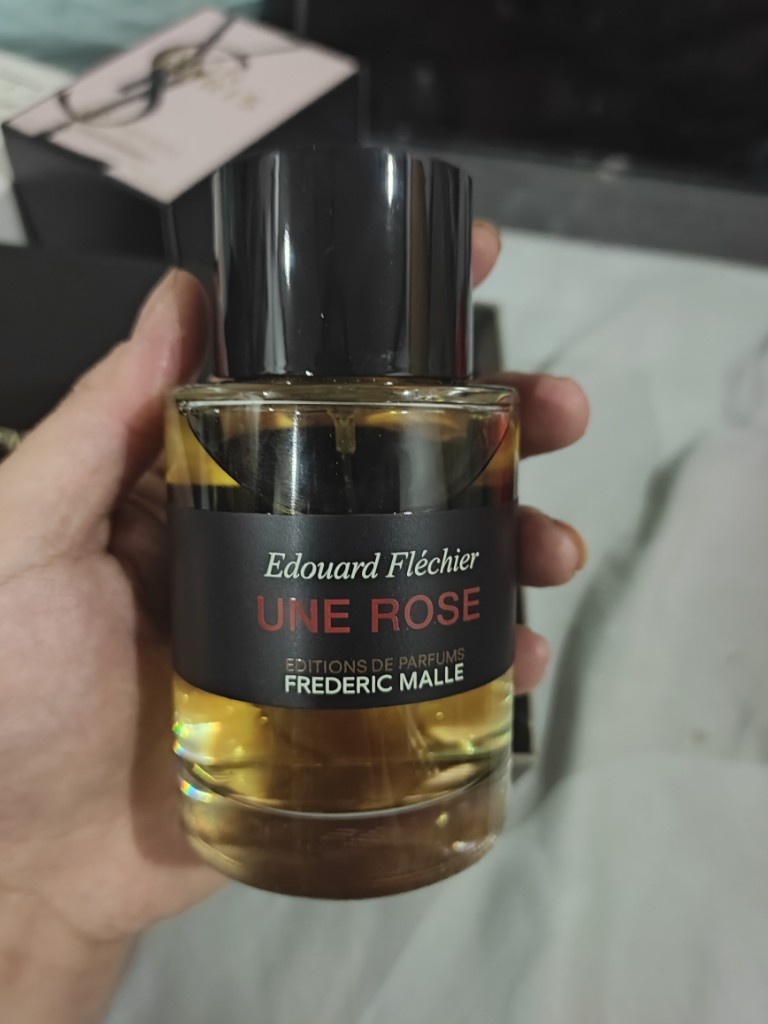 Edouard Fléchier
UNE ROSE
EDITIONS DE PARFUMS
FREDERIC MALLE